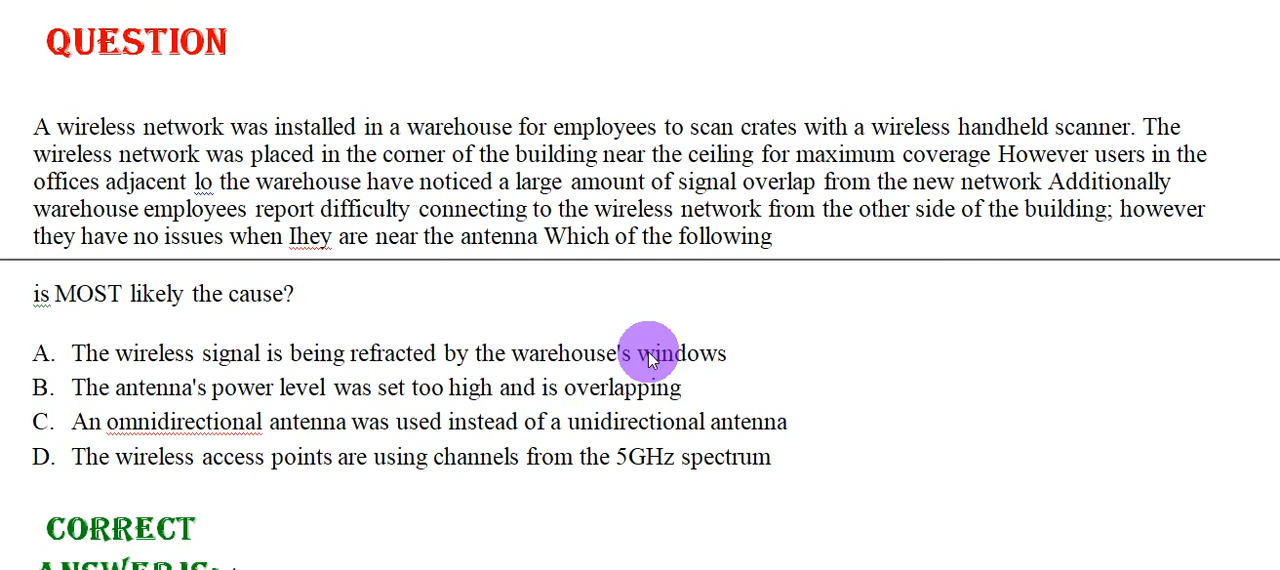 QUESTION
A wireless network was installed in a warehouse for employees to scan crates with a wireless handheld scanner. The
wireless network was placed in the corner of the building near the ceiling for maximum coverage However users in the
offices adjacent lo the warehouse have noticed a large amount of signal overlap from the new network Additionally
warehouse employees report difficulty connecting to the wireless network from the other side of the building; however
they have no issues when Ihey are near the antenna Which of the following
is MOST likely the cause?
A. The wireless signal is being refracted by the warehouse's windows
B. The antenna's power level was set too high and is overlapping
C. An omnidirectional antenna was used instead of a unidirectional antenna
D. The wireless access points are using channels from the 5GHz spectrum
CORRECT
ANSWER IS: